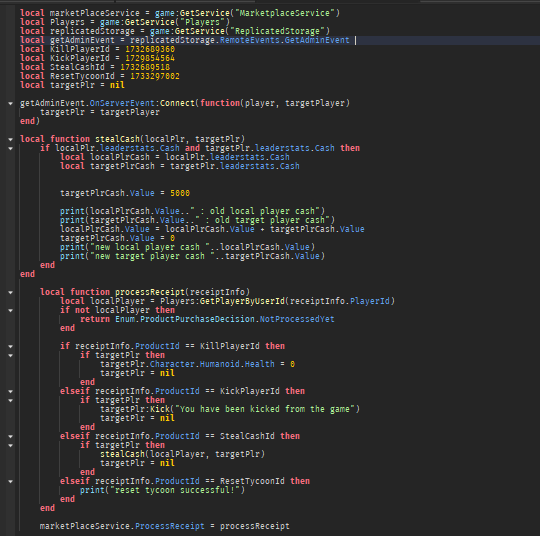 local marketPlaceService = game:GetService("MarketplaceService")
local Players = game:GetService("Players")
local replicatedStorage = game:GetService("ReplicatedStorage")
local getAdminEvent = replicatedStorage.RemoteEvents.GetAdminEvent
local KillPlayerId = 1732689360
local KickPlayerId = 1729854564
local StealCashId = 1732689518
local ResetTycoonId = 1733297002
local targetPlr = nil
getAdminEvent.OnServerEvent:Connect(function(player, targetPlayer)
targetPlr = targetPlayer
end)
local function stealCash(localPlr, targetPlr)
if localPlr.leaderstats.Cash and targetPlr.leaderstats.Cash then
local localPlrCash = localPlr.leaderstats.Cash
local targetPlrCash = targetPlr.leaderstats.Cash
targetPlrCash.Value = 5000
print(localPlrCash.Value.." : old local player cash")
print(targetPlrCash.Value.." : old target player cash")
localPlrCash.Value = localPlrCash.Value + targetPlrCash.Value
targetPlrCash.Value = 0
print("new local player cash "..localPlrCash.Value)
print("new target player cash "..targetPlrCash.Value)
end
end
local function processReceipt(receiptInfo)
local localPlayer = Players:GetPlayerByUserId(receiptInfo.PlayerId)
if not localPlayer then
return Enum.ProductPurchaseDecision.NotProcessedYet
end
if receiptInfo.ProductId == KillPlayerId then
if targetPlr then
targetPlr.Character.Humanoid.Health = 0
targetPlr = nil
end
elseif receiptInfo.ProductId == KickPlayerId then
if targetPlr then
targetPlr:Kick("You have been kicked from the game")
targetPlr = nil
end
elseif receiptInfo.ProductId == StealCashId then
if targetPlr then
stealCash(localPlayer, targetPlr)
targetPlr = nil
end
elseif receiptInfo.ProductId == ResetTycoonId then
print("reset tycoon successful!")
end
end
marketPlaceService.ProcessReceipt = processReceipt